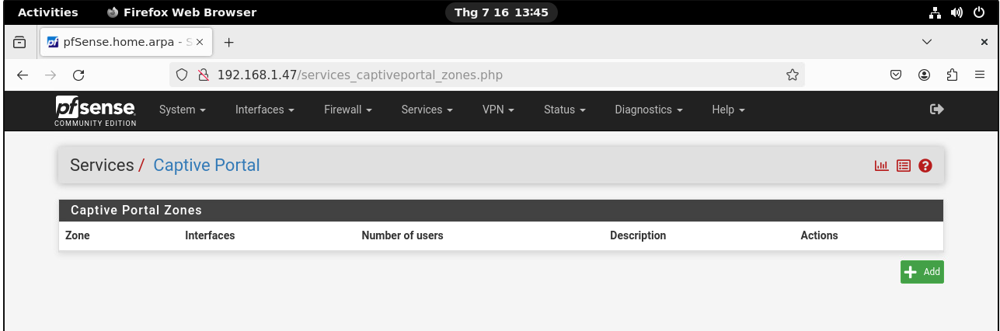 Activities Firefox Web Browser Thg 7 16 13:45
pfSense.home.arpa - S
192.168.1.47/services_captiveportal_zones.php
pfsense
COMMUNITY EDITION
System Interfaces Firewall Services VPN Status Diagnostics Help
Services / Captive Portal
Captive Portal Zones
Zone Interfaces Number of users Description Actions
Add